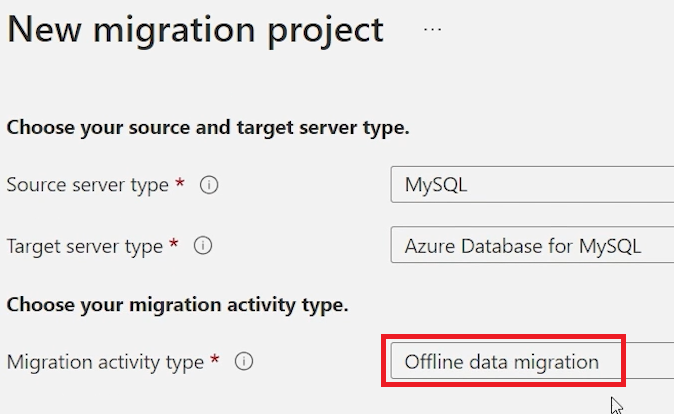 New migration project ...
Choose your source and target server type.
Source server type * ⓘ MySQL
Target server type * ⓘ Azure Database for MySQL
Choose your migration activity type.
Migration activity type * ⓘ Offline data migration